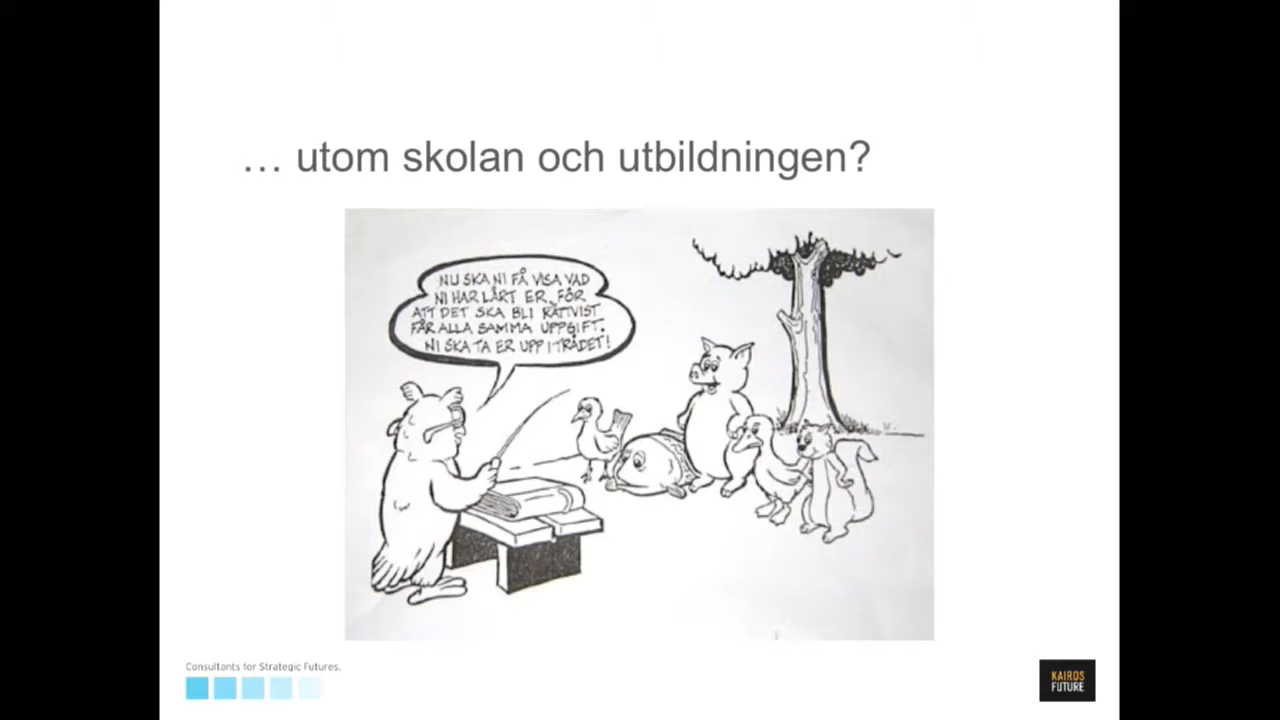 … utom skolan och utbildningen?
NU SKA NI FÅ VISA VAD
NI HAR LÄRT ER. FÖR
ATT DET SKA BLI RÄTTVIST
FÅR ALLA SAMMA UPPGIFT.
NI SKA TA ER UPP I TRÄDET!
Consultants for Strategic Futures.
KAIROS
FUTURE